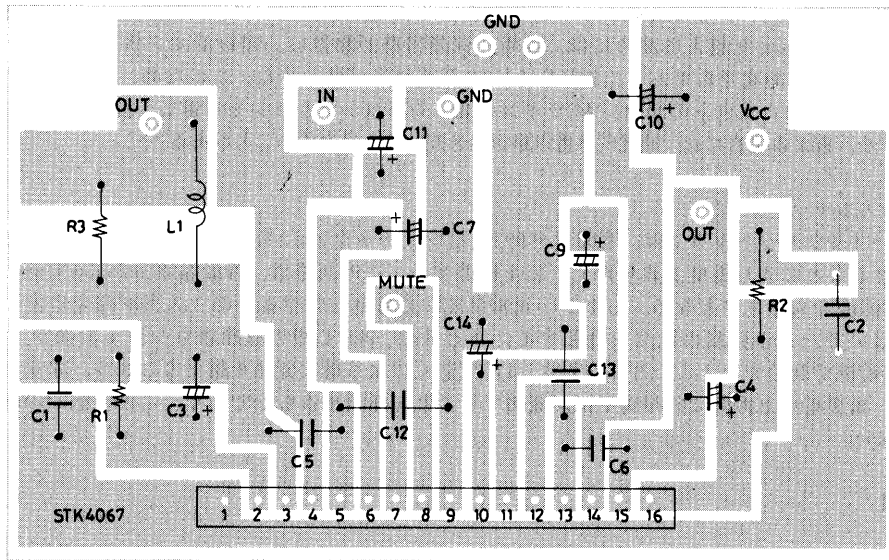 GND
C10
+
OUT
IN
GND
VCC
C11
+
R3
L1
+
C7
C9
+
OUT
MUTE
C14
+
R2
C2
C1
R1
C3
+
C5
C12
C13
C6
C4
+
STK4067
1 2 3 4 5 6 7 8 9 10 11 12 13 14 15 16